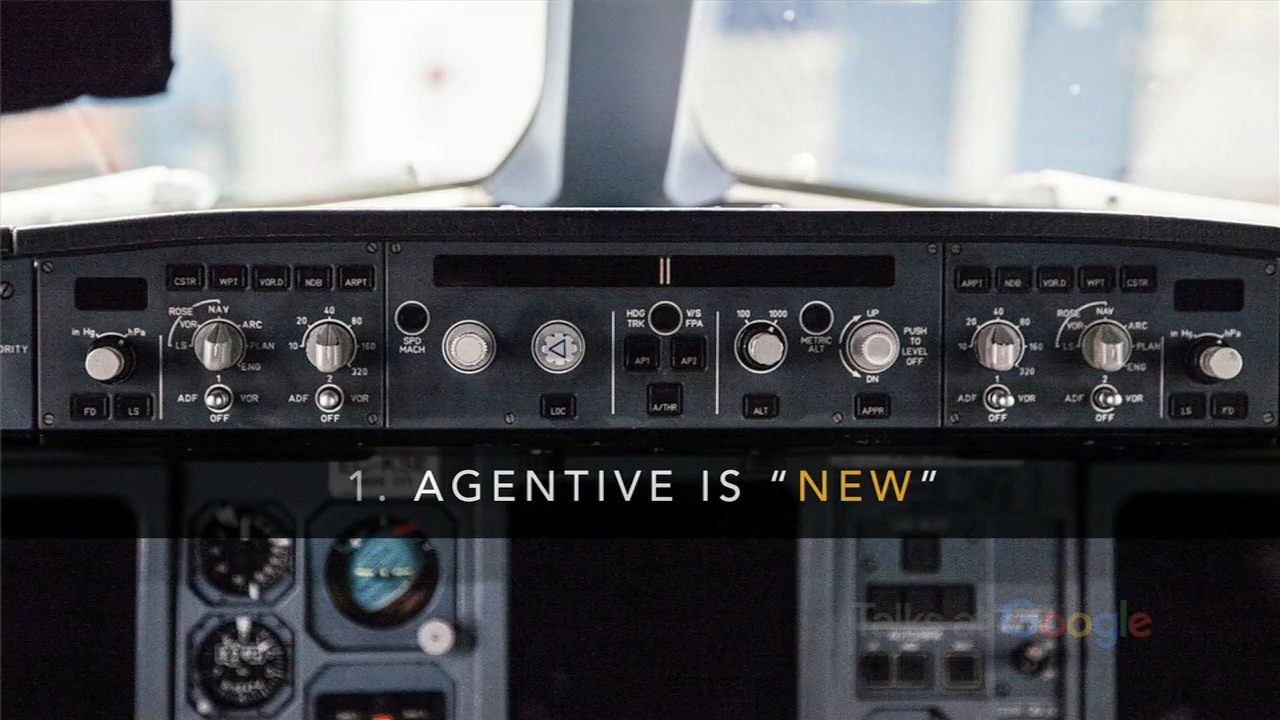 CSTR WPT VOR.D NDB ARPT
ROSE NAV
VOR ARC
LS PLAN
ENG
in Hg hPa
10 20 40 80 160 320
1 2
ADF VOR ADF VOR
OFF OFF
FD LS
ORITY
SPD
MACH
LOC
HDG
TRK
V/S
FPA
AP1 AP2
A/THR
100 1000
ALT
METRIC
ALT
UP
DN
PUSH
TO
LEVEL
OFF
APPR
ARPT NDB VOR.D WPT CSTR
10 20 40 80 160 320
ROSE NAV
VOR ARC
LS PLAN
ENG
in Hg hPa
1 2
ADF VOR ADF VOR
OFF OFF
LS FD
1. AGENTIVE IS “NEW”
Talks at Google